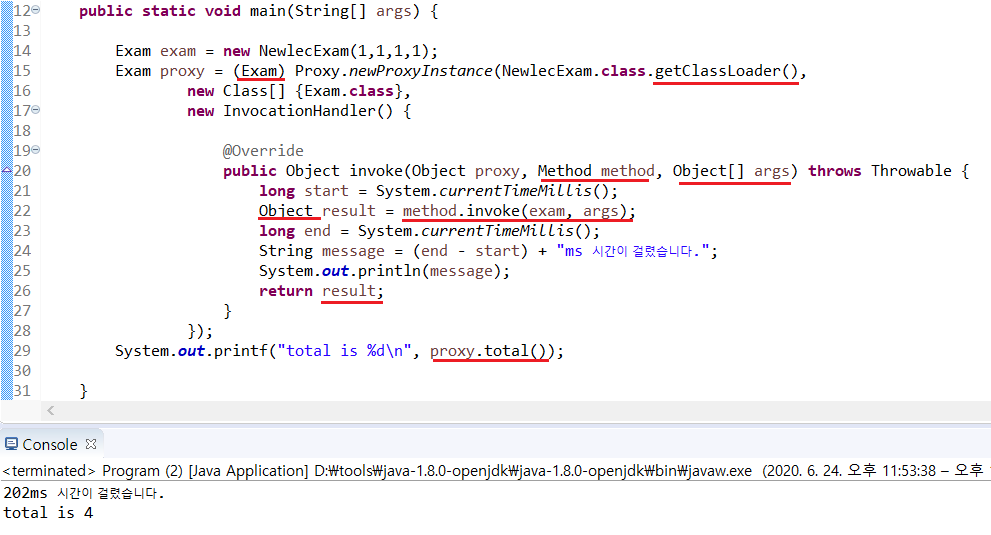 12 public static void main(String[] args) {
13
14 Exam exam = new NewlecExam(1,1,1,1);
15 Exam proxy = (Exam) Proxy.newProxyInstance(NewlecExam.class.getClassLoader(),
16 new Class[] {Exam.class},
17 new InvocationHandler() {
18
19 @Override
20 public Object invoke(Object proxy, Method method, Object[] args) throws Throwable {
21 long start = System.currentTimeMillis();
22 Object result = method.invoke(exam, args);
23 long end = System.currentTimeMillis();
24 String message = (end - start) + "ms 시간이 걸렸습니다.";
25 System.out.println(message);
26 return result;
27 }
28 });
29 System.out.printf("total is %d\n", proxy.total());
30
31 }
Console
<terminated> Program (2) [Java Application] D:₩tools₩java-1.8.0-openjdk₩java-1.8.0-openjdk₩bin₩javaw.exe (2020. 6. 24. 오후 11:53:38 – 오후
202ms 시간이 걸렸습니다.
total is 4